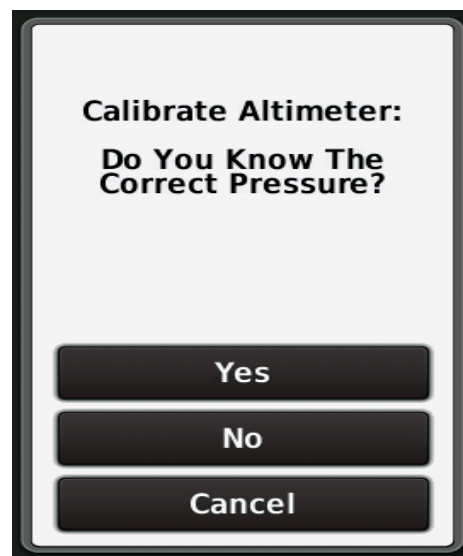 Calibrate Altimeter:
Do You Know The
Correct Pressure?
Yes
No
Cancel